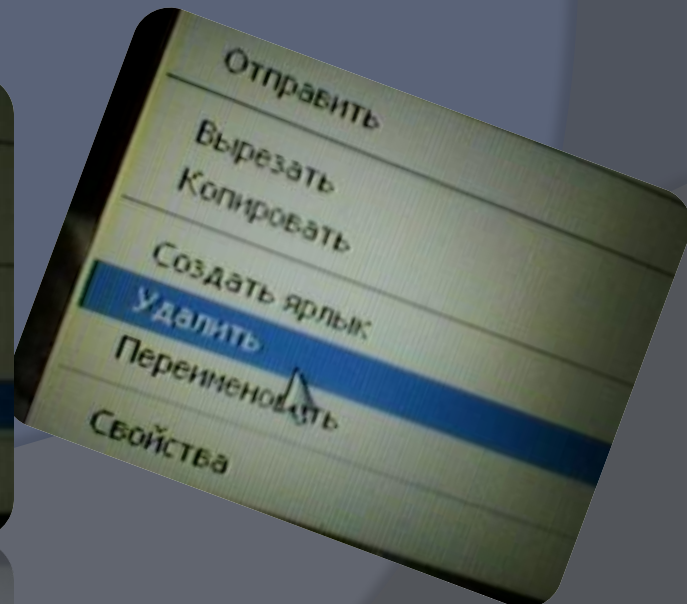 Отправить
Вырезать
Копировать
Создать ярлык
Удалить
Переименовать
Свойства